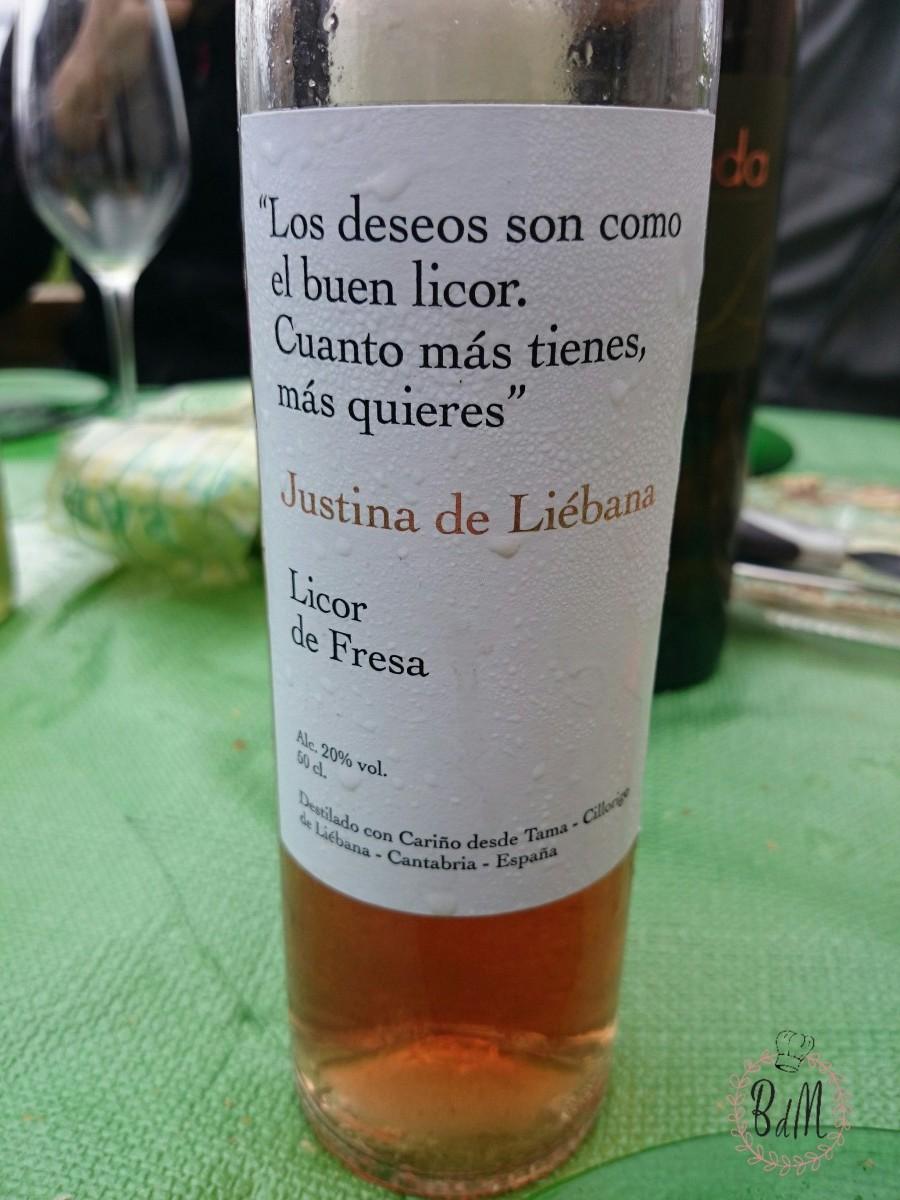 “Los deseos son como
el buen licor.
Cuanto más tienes,
más quieres”
Justina de Liébana
Licor
de Fresa
Alc. 20% vol.
50 cl.
Destilado con Cariño desde Tama - Cillorigo
de Liébana - Cantabria - España
da
BdM